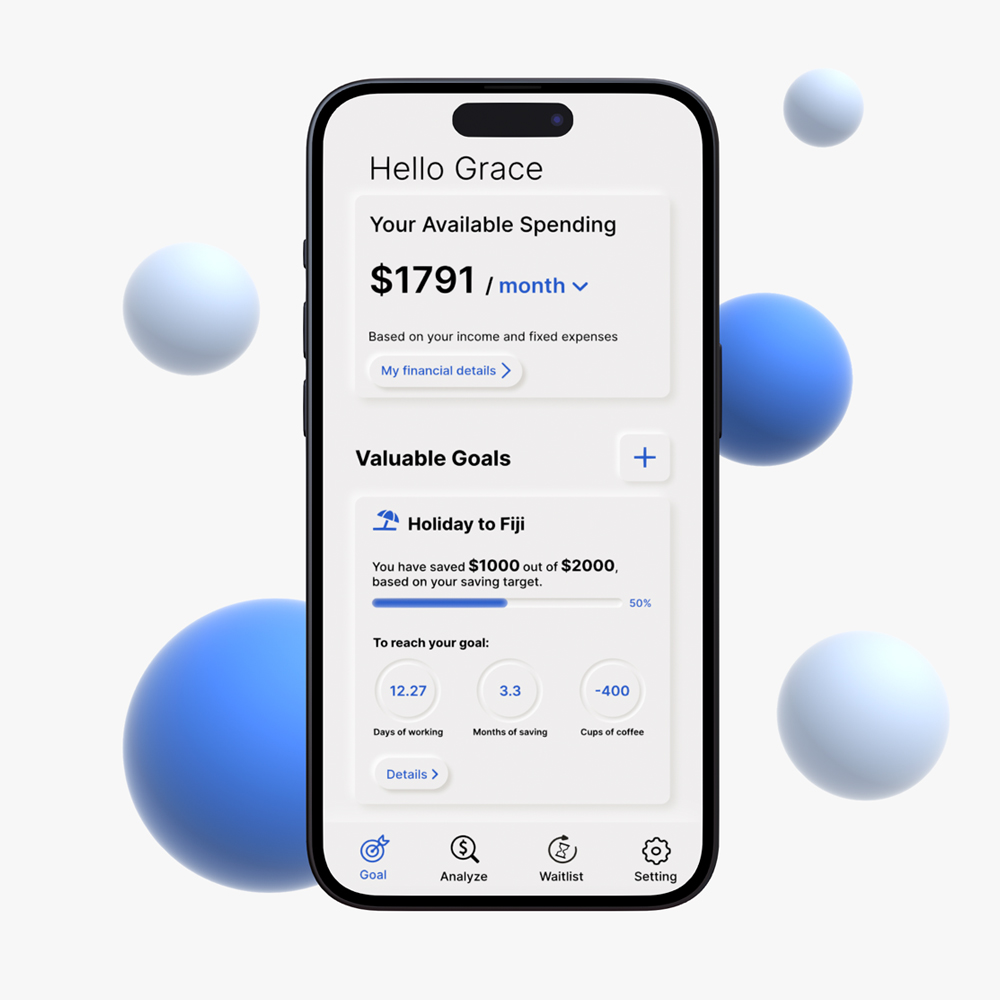 Hello Grace
Your Available Spending
$1791 / month
Based on your income and fixed expenses
My financial details
Valuable Goals
Holiday to Fiji
You have saved $1000 out of $2000,
based on your saving target.
50%
To reach your goal:
12.27 3.3 -400
Days of working Months of saving Cups of coffee
Details
Goal Analyze Waitlist Setting